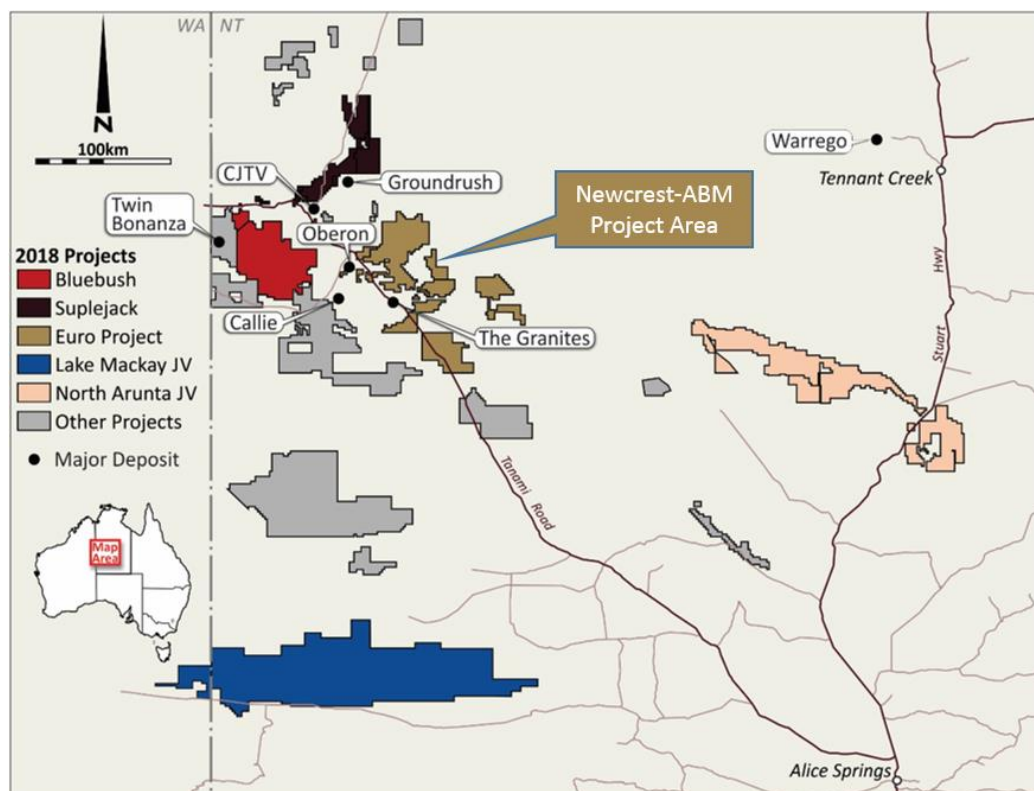 WA NT
N
100km
CJTV
Groundrush
Warrego
Tennant Creek
Newcrest-ABM
Project Area
Twin
Bonanza
Oberon
2018 Projects
Bluebush
Suplejack
Euro Project
Lake Mackay JV
North Arunta JV
Other Projects
Major Deposit
Callie
The Granites
Stuart Hwy
Tanami Road
Map
Area
Alice Springs